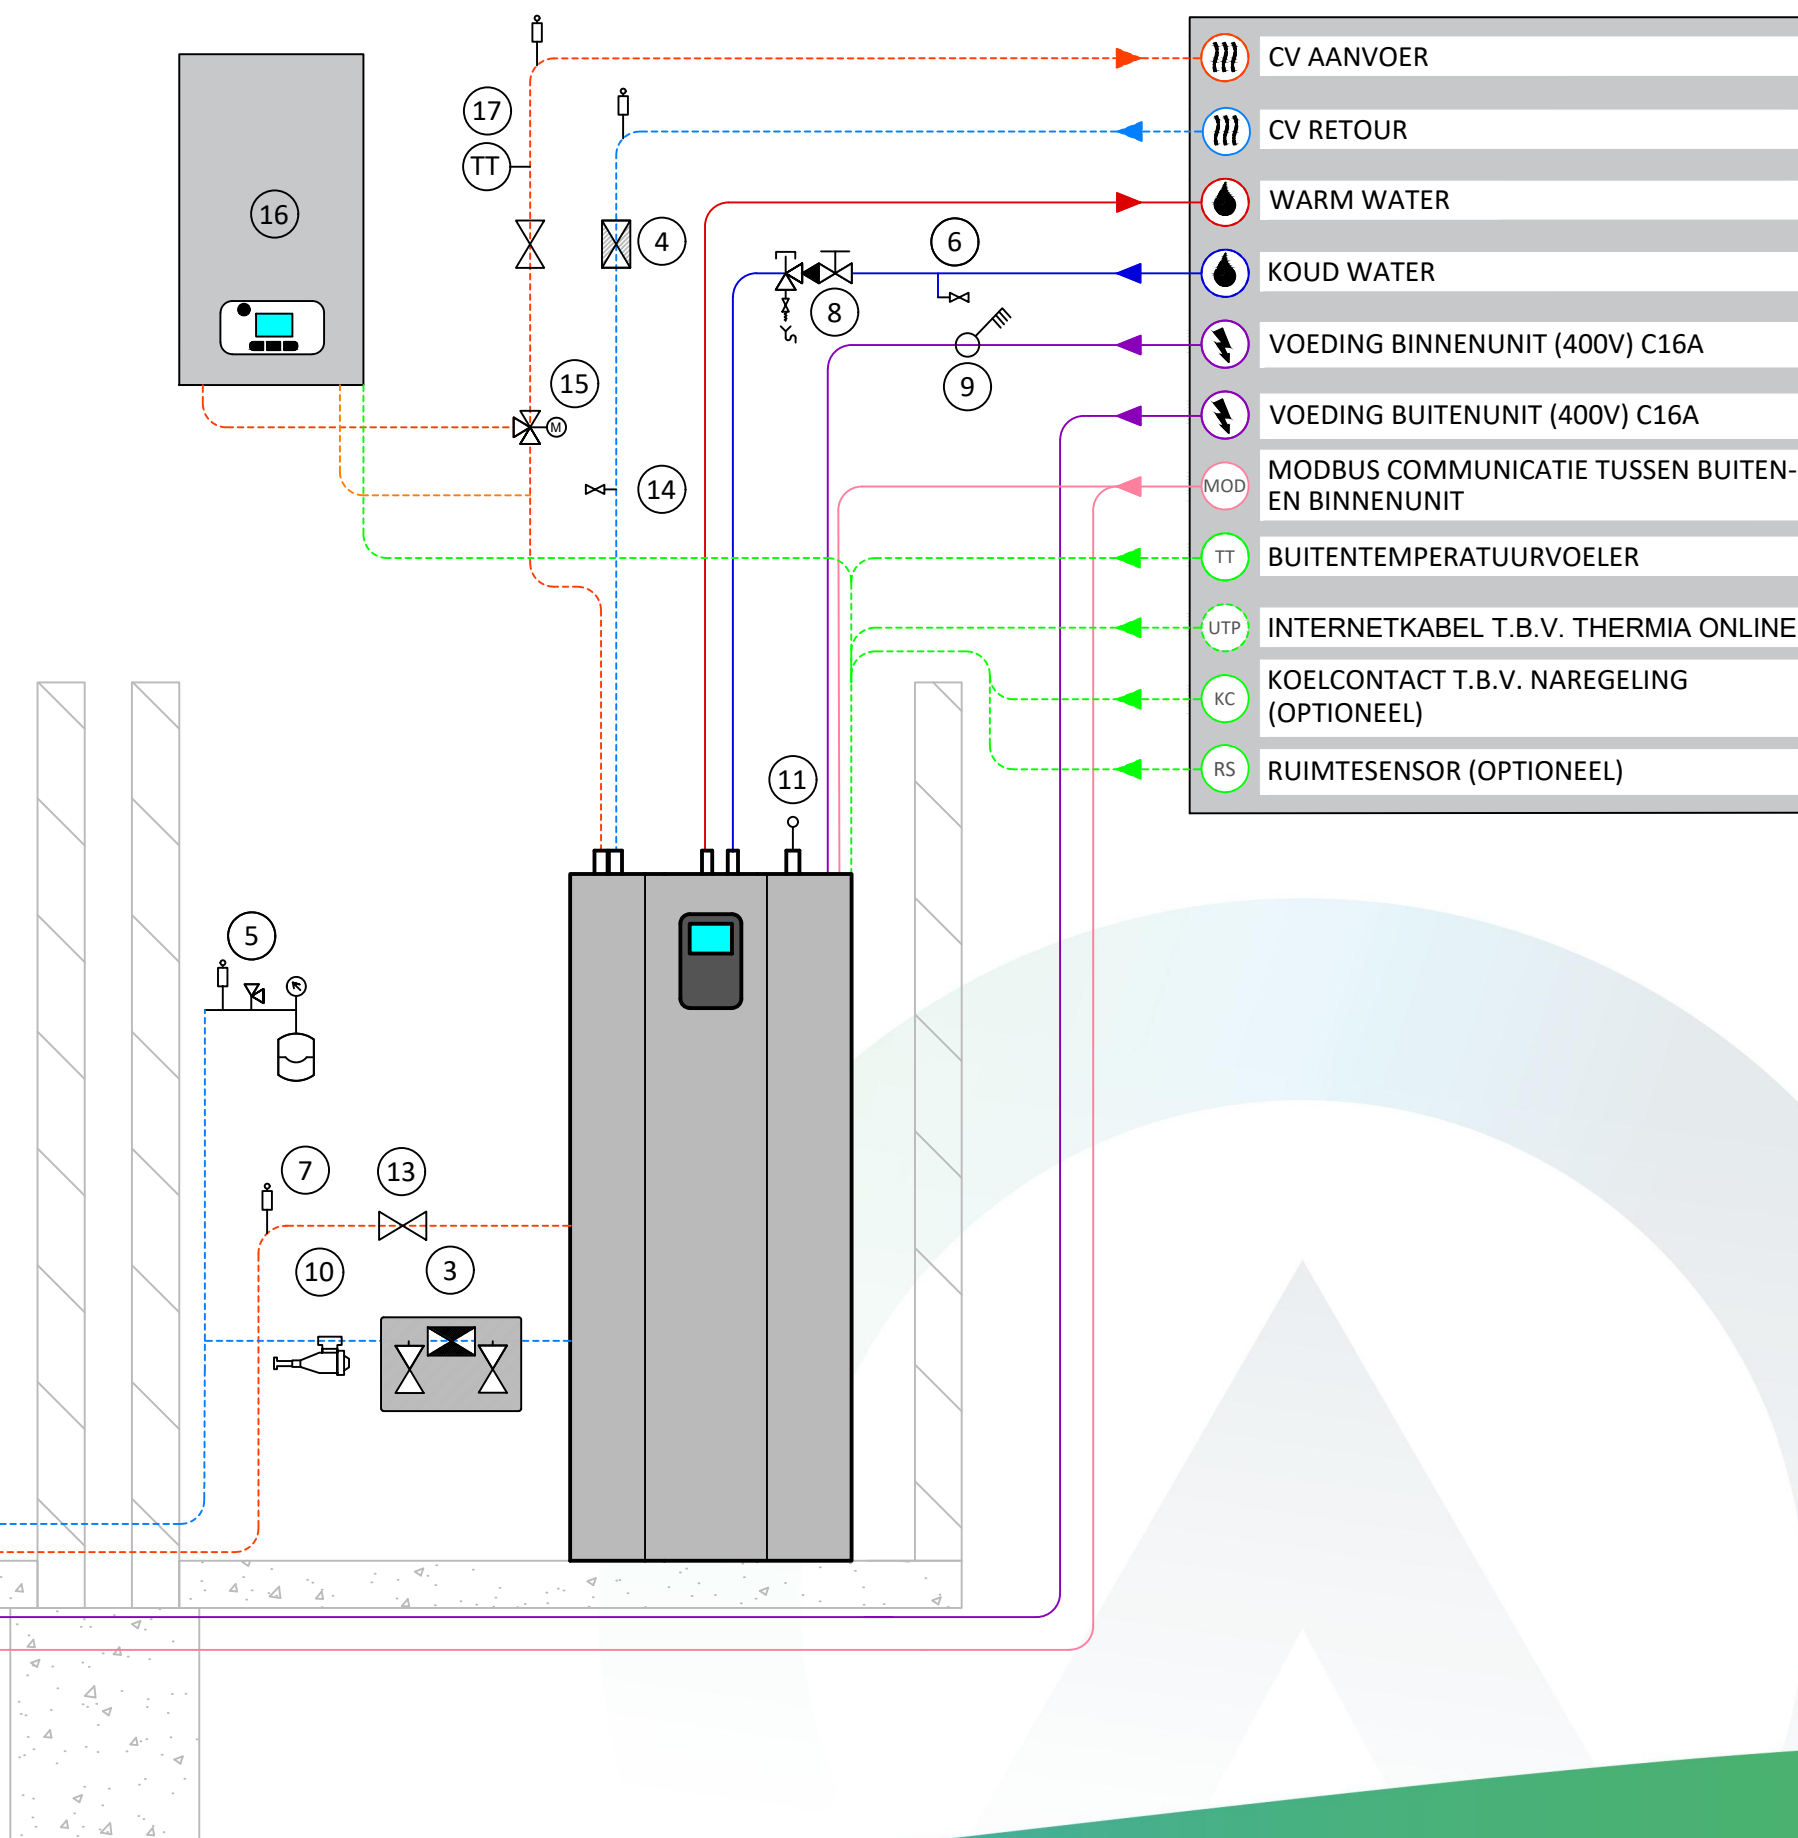 CV AANVOER
17
CV RETOUR
TT
WARM WATER
16
4
6
KOUD WATER
8
VOEDING BINNENUNIT (400V) C16A
9
15
VOEDING BUITENUNIT (400V) C16A
M
MOD
MODBUS COMMUNICATIE TUSSEN BUITEN-
EN BINNENUNIT
14
TT
BUITENTEMPERATUURVOELER
UTP
INTERNETKABEL T.B.V. THERMIA ONLINE
KC
KOELCONTACT T.B.V. NAREGELING
(OPTIONEEL)
RS
RUIMTESENSOR (OPTIONEEL)
11
5
7
13
10
3